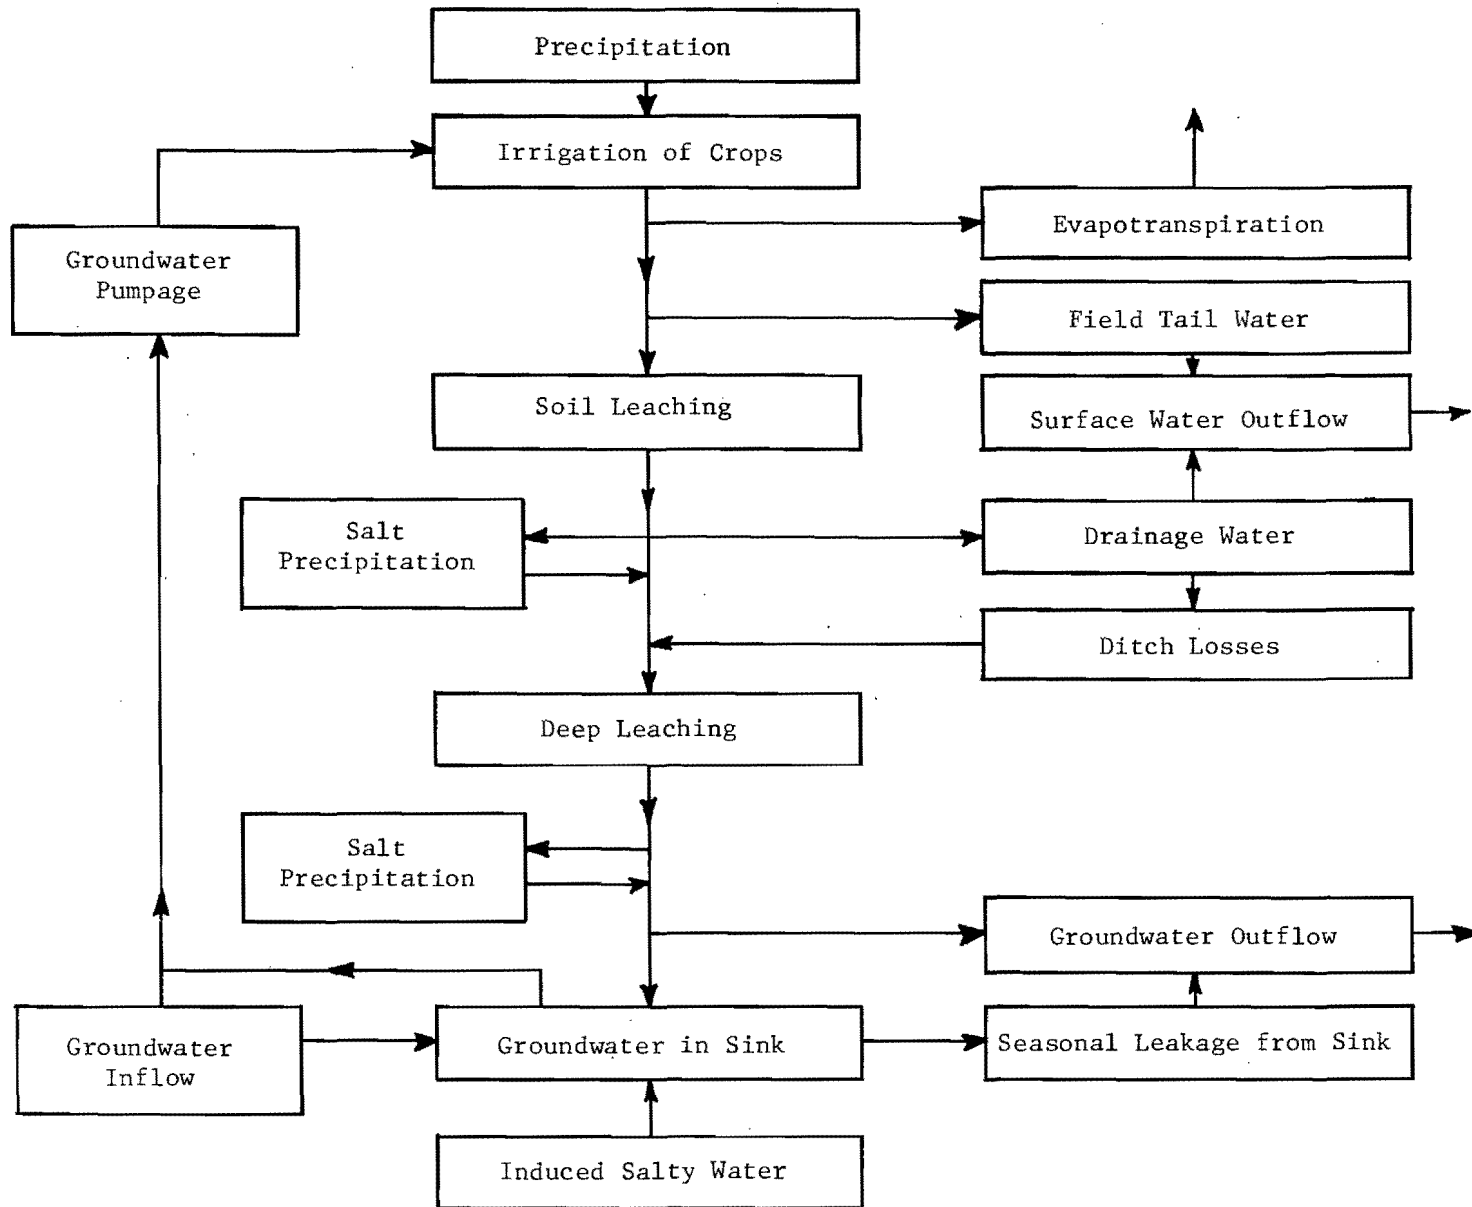 Precipitation
Irrigation of Crops
Evapotranspiration
Groundwater
Pumpage
Field Tail Water
Soil Leaching
Surface Water Outflow
Salt
Precipitation
Drainage Water
Ditch Losses
Deep Leaching
Salt
Precipitation
Groundwater Outflow
Groundwater
Inflow
Groundwater in Sink
Seasonal Leakage from Sink
Induced Salty Water